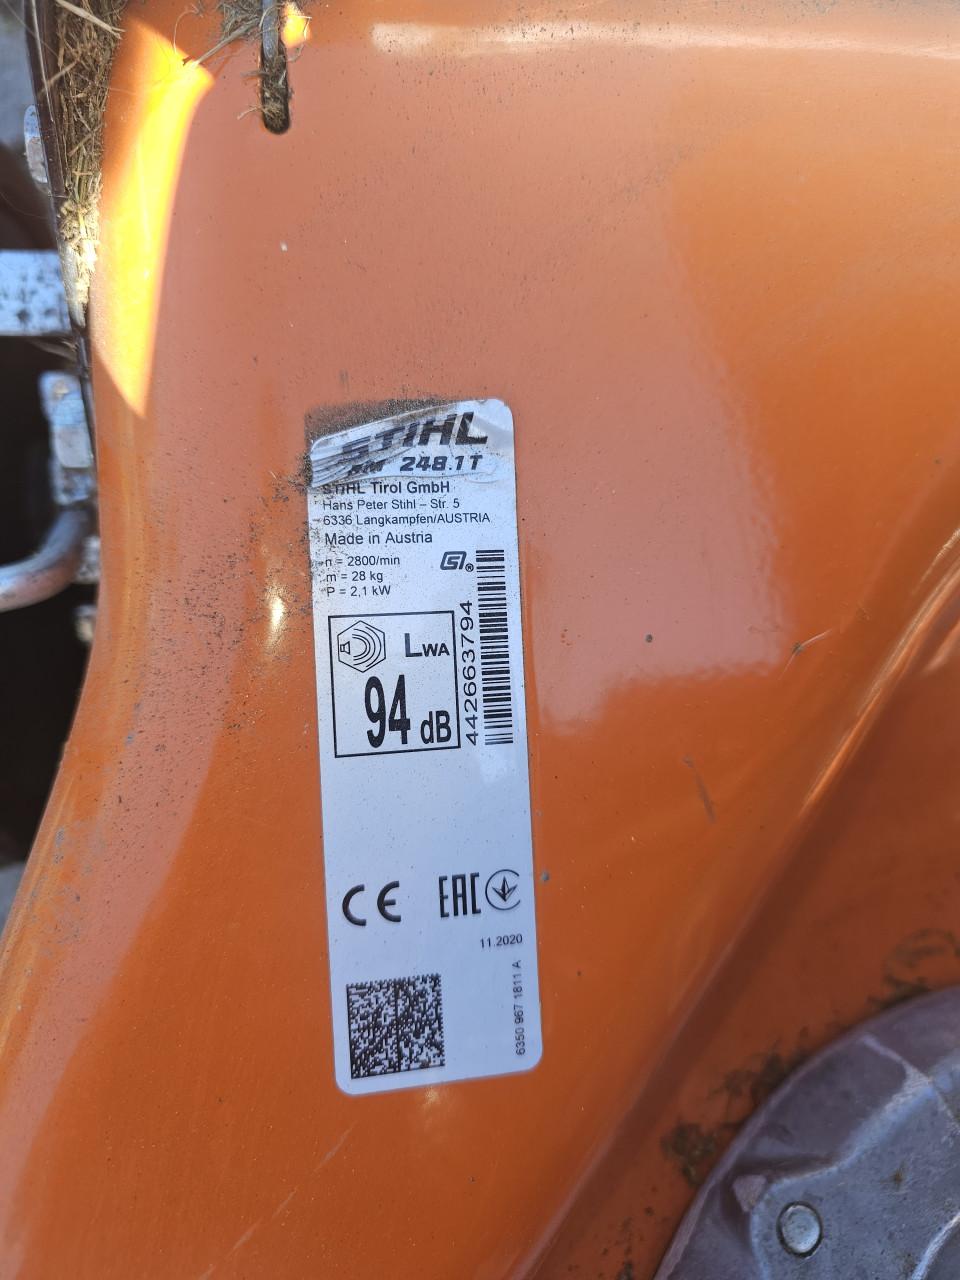 STIHL
RM 248.1 T
STIHL Tirol GmbH
Hans Peter Stihl – Str. 5
6336 Langkampfen/AUSTRIA
Made in Austria
n = 2800/min
m = 28 kg
P = 2,1 kW
®
442663794
LWA
94 dB
CE EAC
11.2020
6350 967 1811 A